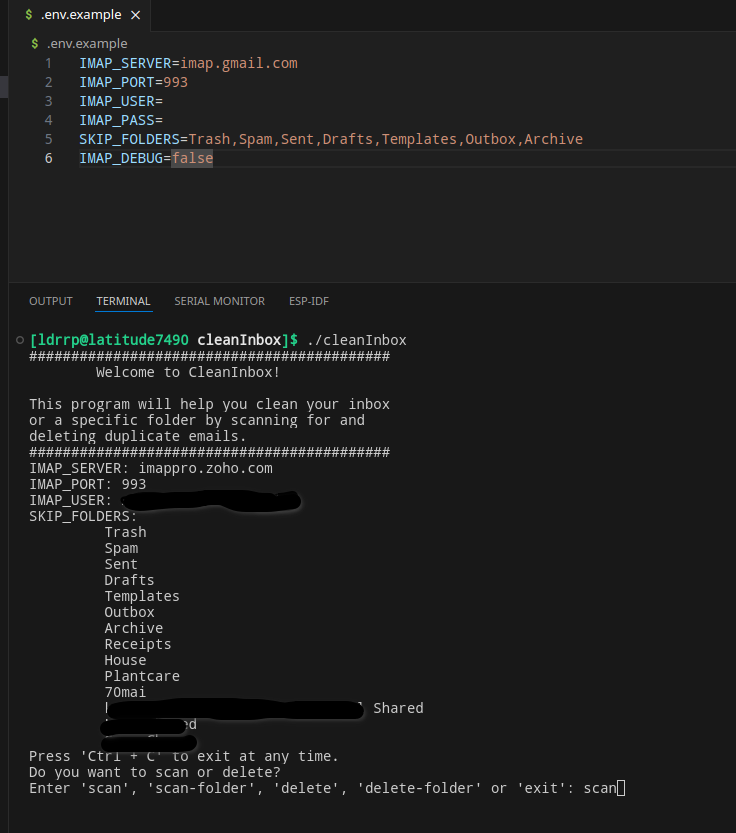 $ .env.example ×
$ .env.example
1 IMAP_SERVER=imap.gmail.com
2 IMAP_PORT=993
3 IMAP_USER=
4 IMAP_PASS=
5 SKIP_FOLDERS=Trash,Spam,Sent,Drafts,Templates,Outbox,Archive
6 IMAP_DEBUG=false
OUTPUT TERMINAL SERIAL MONITOR ESP-IDF
[ldrrp@latitude7490 cleanInbox]$ ./cleanInbox
###########################################
Welcome to CleanInbox!
This program will help you clean your inbox
or a specific folder by scanning for and
deleting duplicate emails.
###########################################
IMAP_SERVER: imappro.zoho.com
IMAP_PORT: 993
IMAP_USER:
SKIP_FOLDERS:
Trash
Spam
Sent
Drafts
Templates
Outbox
Archive
Receipts
House
Plantcare
70mai
Shared
Press 'Ctrl + C' to exit at any time.
Do you want to scan or delete?
Enter 'scan', 'scan-folder', 'delete', 'delete-folder' or 'exit': scan